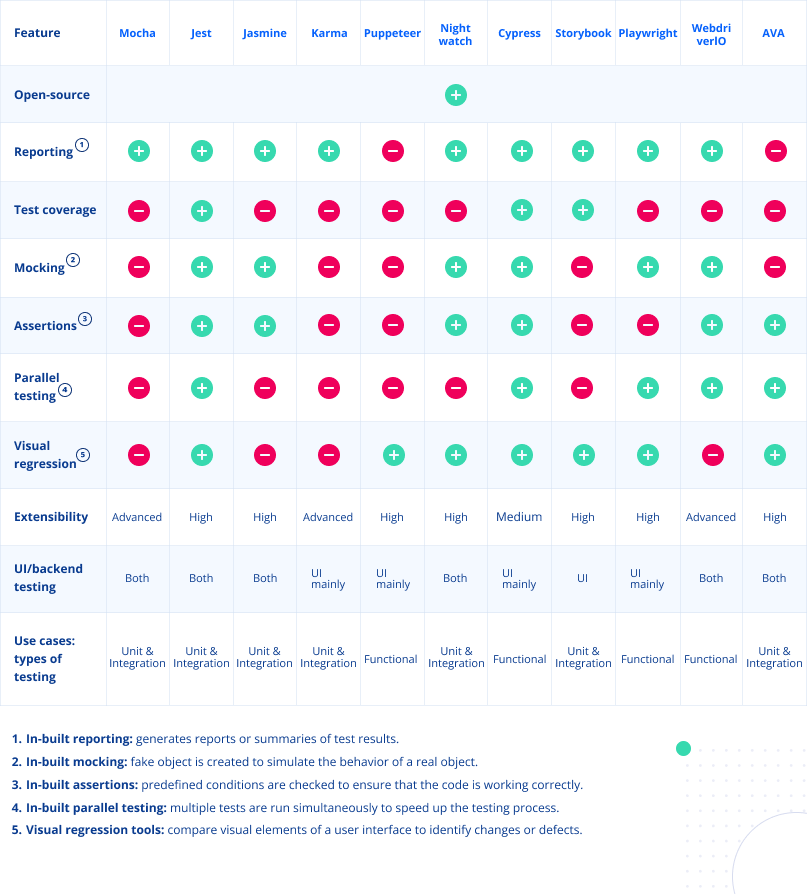 Feature Mocha Jest Jasmine Karma Puppeteer Night Cypress Storybook Playwright Webdri AVA
watch verIO
Open-source
Reporting 1
Test coverage
Mocking 2
Assertions 3
Parallel
testing 4
Visual
regression 5
Extensibility Advanced High High Advanced High High Medium High High Advanced High
UI/backend
testing
Both Both Both UI UI Both UI UI UI Both Both
mainly mainly mainly mainly
Use cases:
types of
testing
Unit & Unit & Unit & Unit & Functional Unit & Functional Unit & Functional Functional Unit &
Integration Integration Integration Integration Integration Integration Integration
1. In-built reporting: generates reports or summaries of test results.
2. In-built mocking: fake object is created to simulate the behavior of a real object.
3. In-built assertions: predefined conditions are checked to ensure that the code is working correctly.
4. In-built parallel testing: multiple tests are run simultaneously to speed up the testing process.
5. Visual regression tools: compare visual elements of a user interface to identify changes or defects.